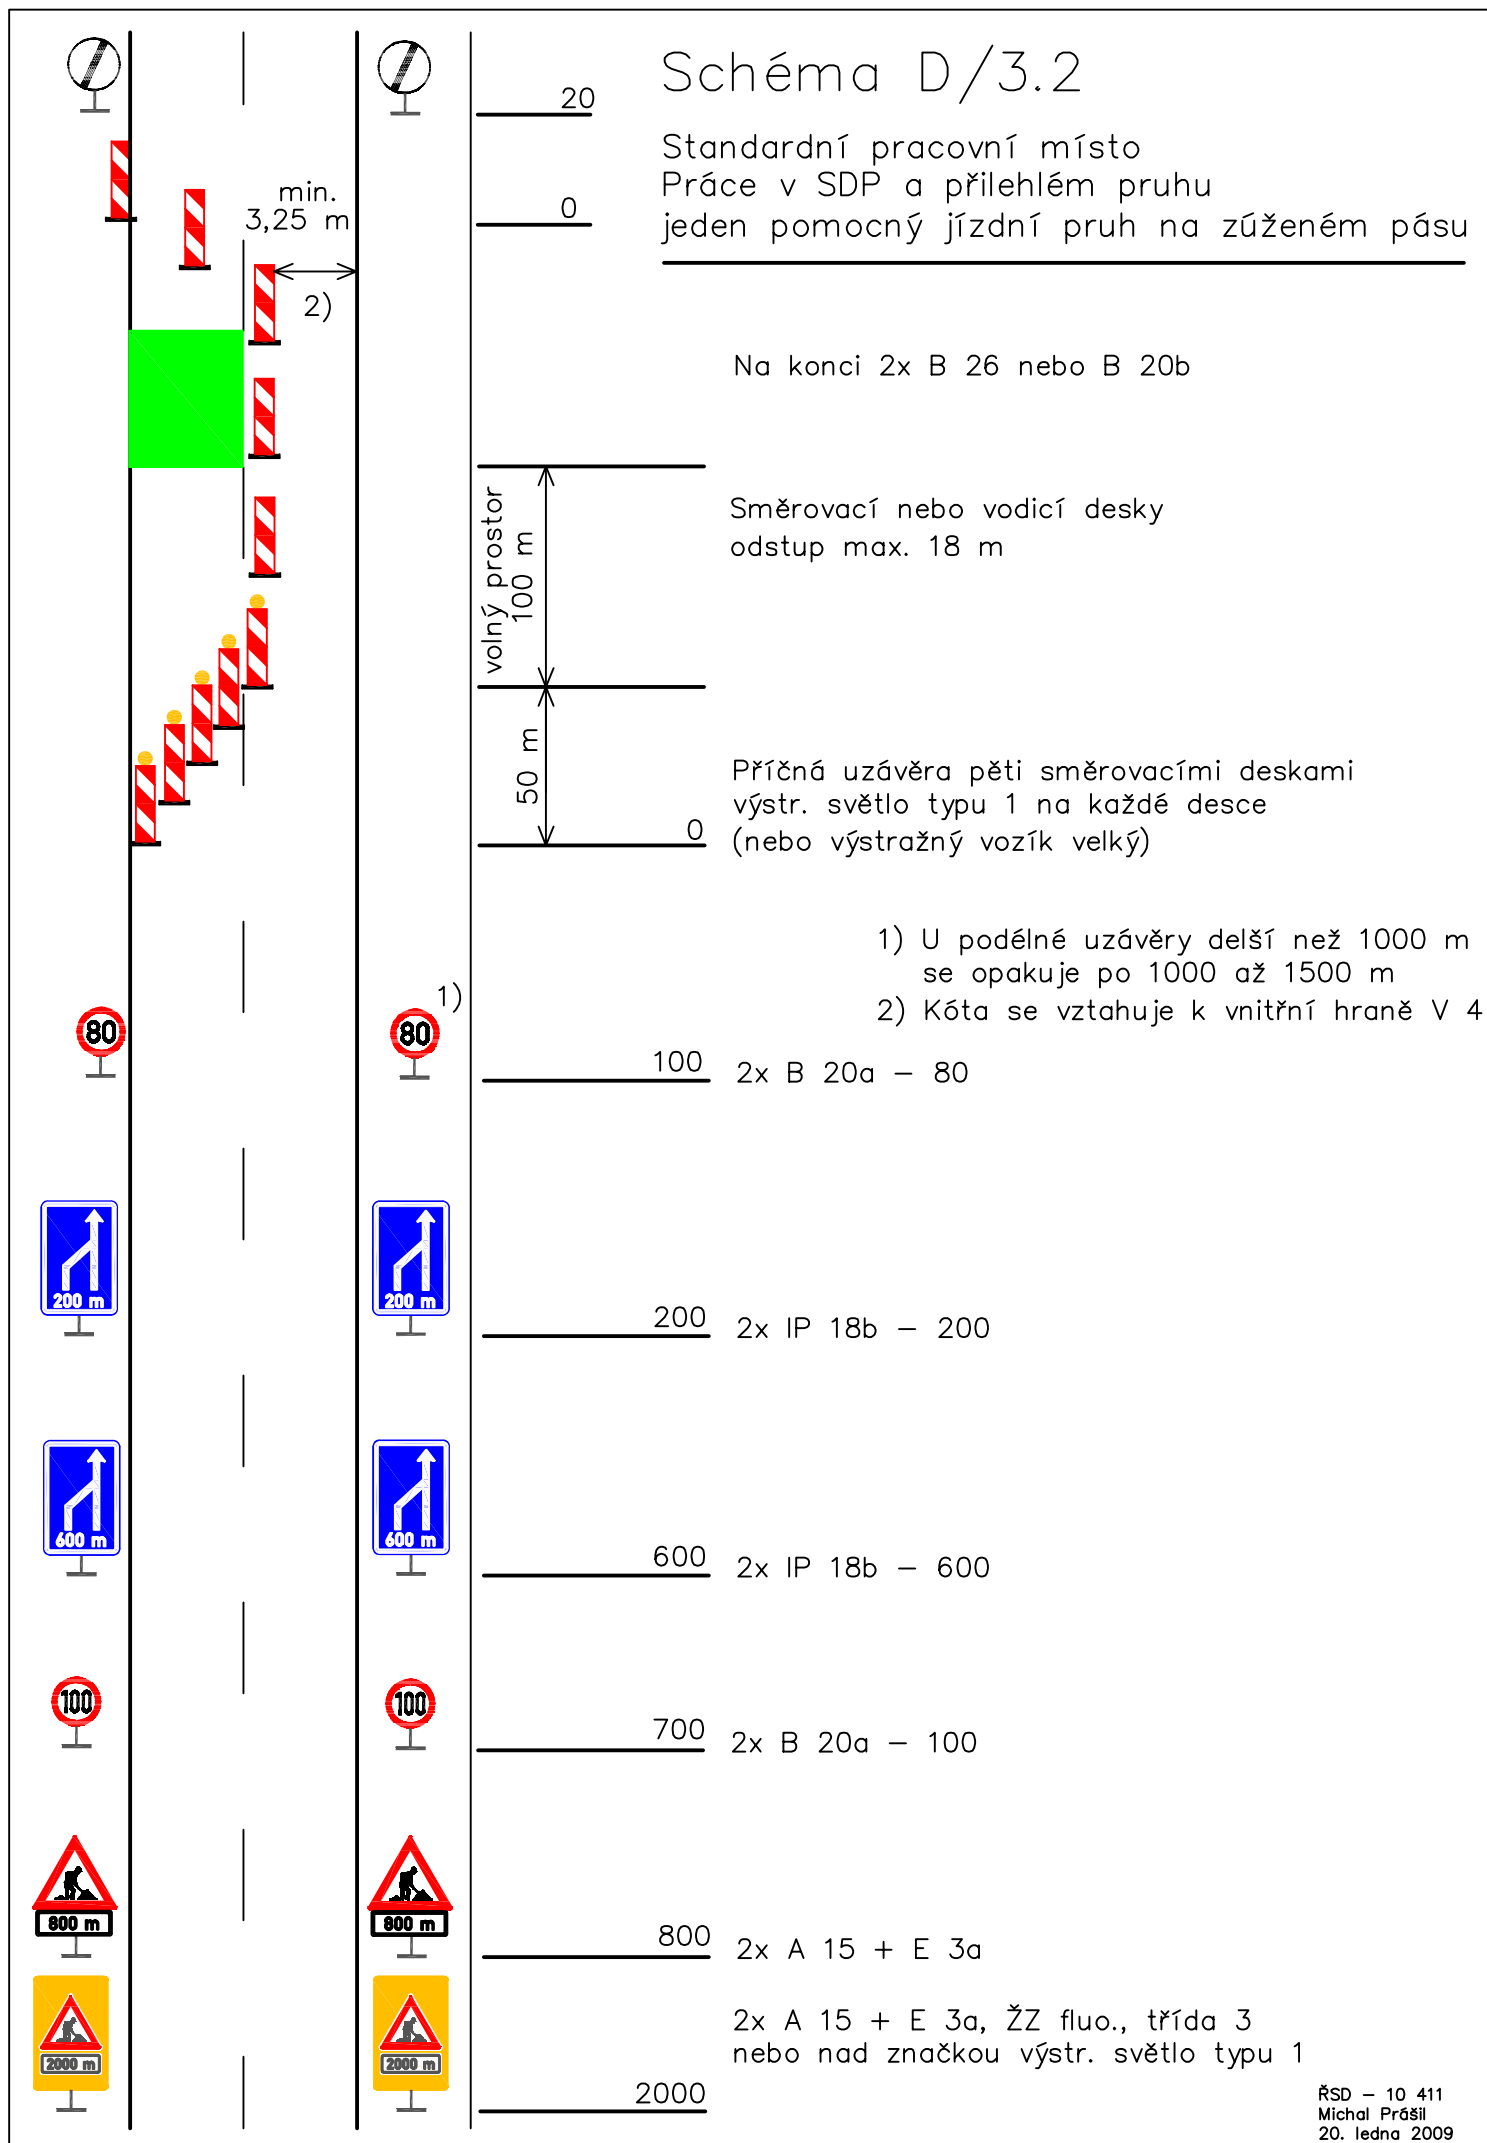 Schéma D/3.2
20
Standardní pracovní místo
Práce v SDP a přilehlém pruhu
jeden pomocný jízdní pruh na zúženém pásu
min.
3,25 m
0
2)
Na konci 2x B 26 nebo B 20b
volný prostor
100 m
Směrovací nebo vodicí desky
odstup max. 18 m
50 m
0
Příčná uzávěra pěti směrovacími deskami
výstr. světlo typu 1 na každé desce
(nebo výstražný vozík velký)
1) U podélné uzávěry delší než 1000 m
se opakuje po 1000 až 1500 m
2) Kóta se vztahuje k vnitřní hraně V 4
80
80
1)
100
2x B 20a – 80
200 m
200 m
200
2x IP 18b – 200
600 m
600 m
600
2x IP 18b – 600
100
100
700
2x B 20a – 100
800 m
800 m
800
2x A 15 + E 3a
2000 m
2000 m
2x A 15 + E 3a, ŽZ fluo., třída 3
nebo nad značkou výstr. světlo typu 1
2000
ŘSD – 10 411
Michal Prášil
20. ledna 2009